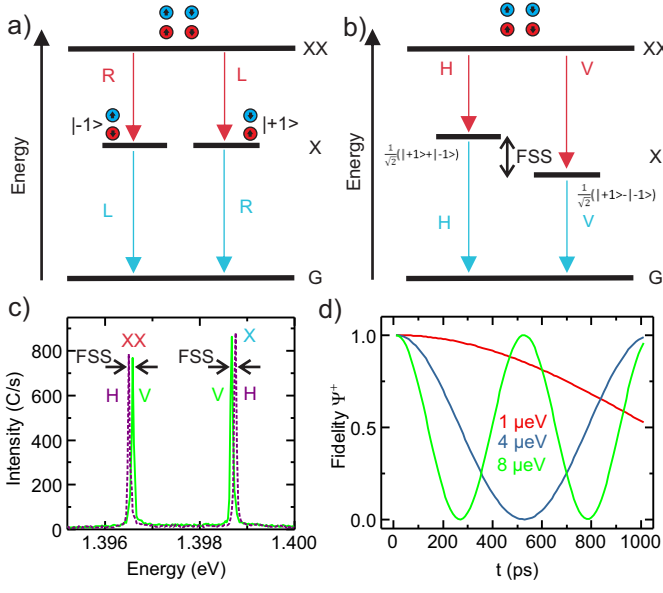 a)
XX
R
L
|-1>
|+1>
X
Energy
L
R
G
b)
XX
H
V
1/√2(|+1>+|-1>)
FSS
X
1/√2(|+1>-|-1>)
Energy
H
V
G
c)
XX
X
FSS
FSS
H
V
V
H
800
600
400
200
0
Intensity (C/s)
1.396
1.398
1.400
Energy (eV)
d)
1.0
0.5
0.0
Fidelity Ψ⁺
1 µeV
4 µeV
8 µeV
0
200
400
600
800
1000
t (ps)